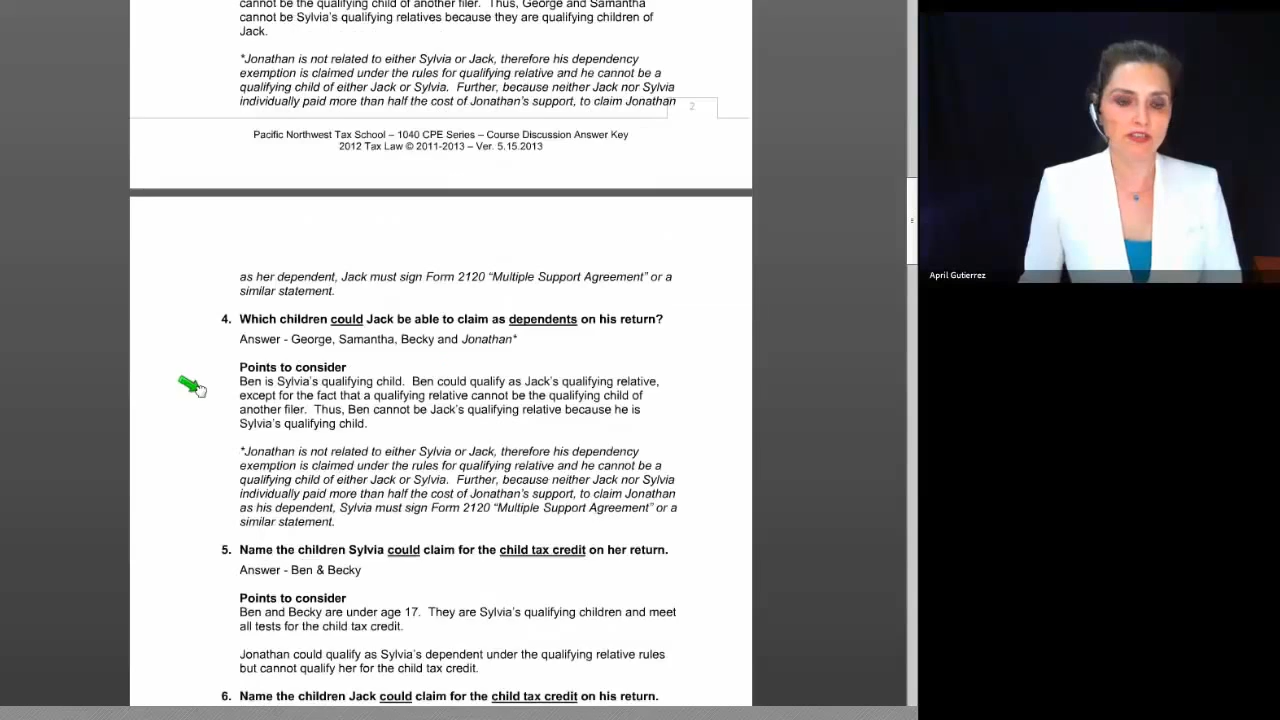 cannot be the qualifying child of another filer.  Thus, George and Samantha
cannot be Sylvia's qualifying relatives because they are qualifying children of
Jack.
*Jonathan is not related to either Sylvia or Jack, therefore his dependency
exemption is claimed under the rules for qualifying relative and he cannot be a
qualifying child of either Jack or Sylvia.  Further, because neither Jack nor Sylvia
individually paid more than half the cost of Jonathan's support, to claim Jonathan
2
Pacific Northwest Tax School – 1040 CPE Series – Course Discussion Answer Key
2012 Tax Law © 2011-2013 – Ver. 5.15.2013
as her dependent, Jack must sign Form 2120 "Multiple Support Agreement" or a
similar statement.
4. Which children could Jack be able to claim as dependents on his return?
Answer - George, Samantha, Becky and Jonathan*
Points to consider
Ben is Sylvia's qualifying child.  Ben could qualify as Jack's qualifying relative,
except for the fact that a qualifying relative cannot be the qualifying child of
another filer.  Thus, Ben cannot be Jack's qualifying relative because he is
Sylvia's qualifying child.
*Jonathan is not related to either Sylvia or Jack, therefore his dependency
exemption is claimed under the rules for qualifying relative and he cannot be a
qualifying child of either Jack or Sylvia.  Further, because neither Jack nor Sylvia
individually paid more than half the cost of Jonathan's support, to claim Jonathan
as his dependent, Sylvia must sign Form 2120 "Multiple Support Agreement" or a
similar statement.
5. Name the children Sylvia could claim for the child tax credit on her return.
Answer - Ben & Becky
Points to consider
Ben and Becky are under age 17.  They are Sylvia's qualifying children and meet
all tests for the child tax credit.
Jonathan could qualify as Sylvia's dependent under the qualifying relative rules
but cannot qualify her for the child tax credit.
6. Name the children Jack could claim for the child tax credit on his return.
April Gutierrez